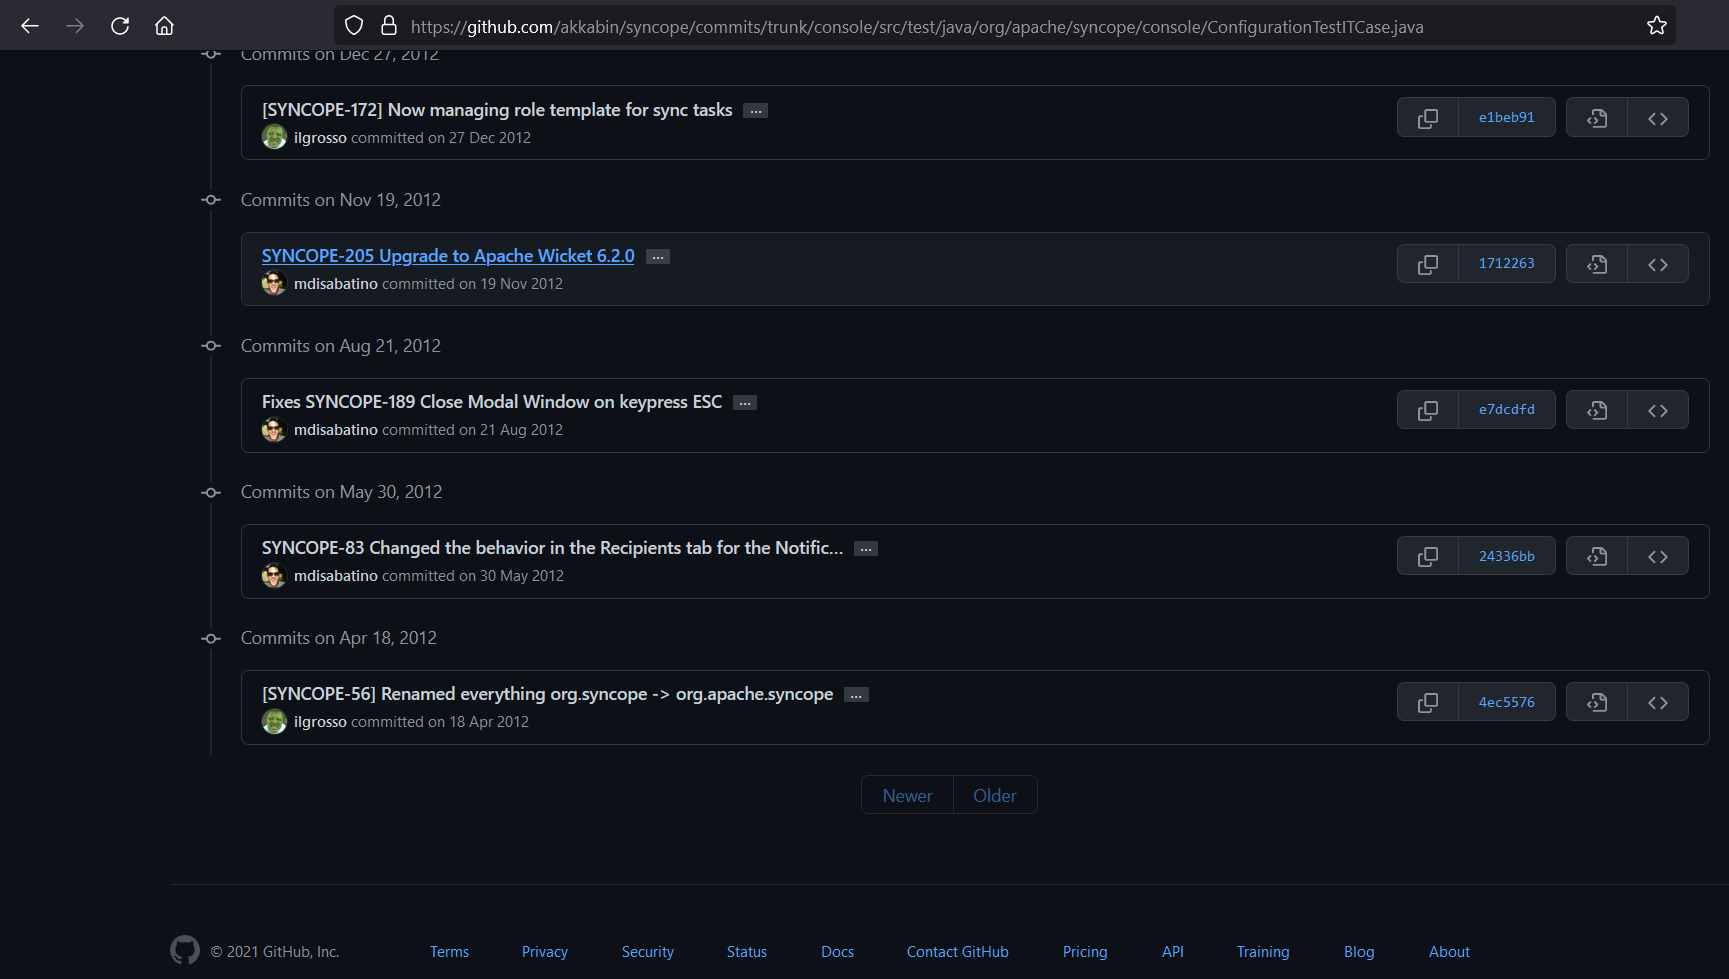 https://github.com/akkabin/syncope/commits/trunk/console/src/test/java/org/apache/syncope/console/ConfigurationTestITCase.java
Commits on Dec 27, 2012
[SYNCOPE-172] Now managing role template for sync tasks ...
e1beb91
ilgrosso committed on 27 Dec 2012
Commits on Nov 19, 2012
SYNCOPE-205 Upgrade to Apache Wicket 6.2.0 ...
1712263
mdisabatino committed on 19 Nov 2012
Commits on Aug 21, 2012
Fixes SYNCOPE-189 Close Modal Window on keypress ESC ...
e7dcdfd
mdisabatino committed on 21 Aug 2012
Commits on May 30, 2012
SYNCOPE-83 Changed the behavior in the Recipients tab for the Notific... ...
24336bb
mdisabatino committed on 30 May 2012
Commits on Apr 18, 2012
[SYNCOPE-56] Renamed everything org.syncope -> org.apache.syncope ...
4ec5576
ilgrosso committed on 18 Apr 2012
Newer Older
© 2021 GitHub, Inc. Terms Privacy Security Status Docs Contact GitHub Pricing API Training Blog About